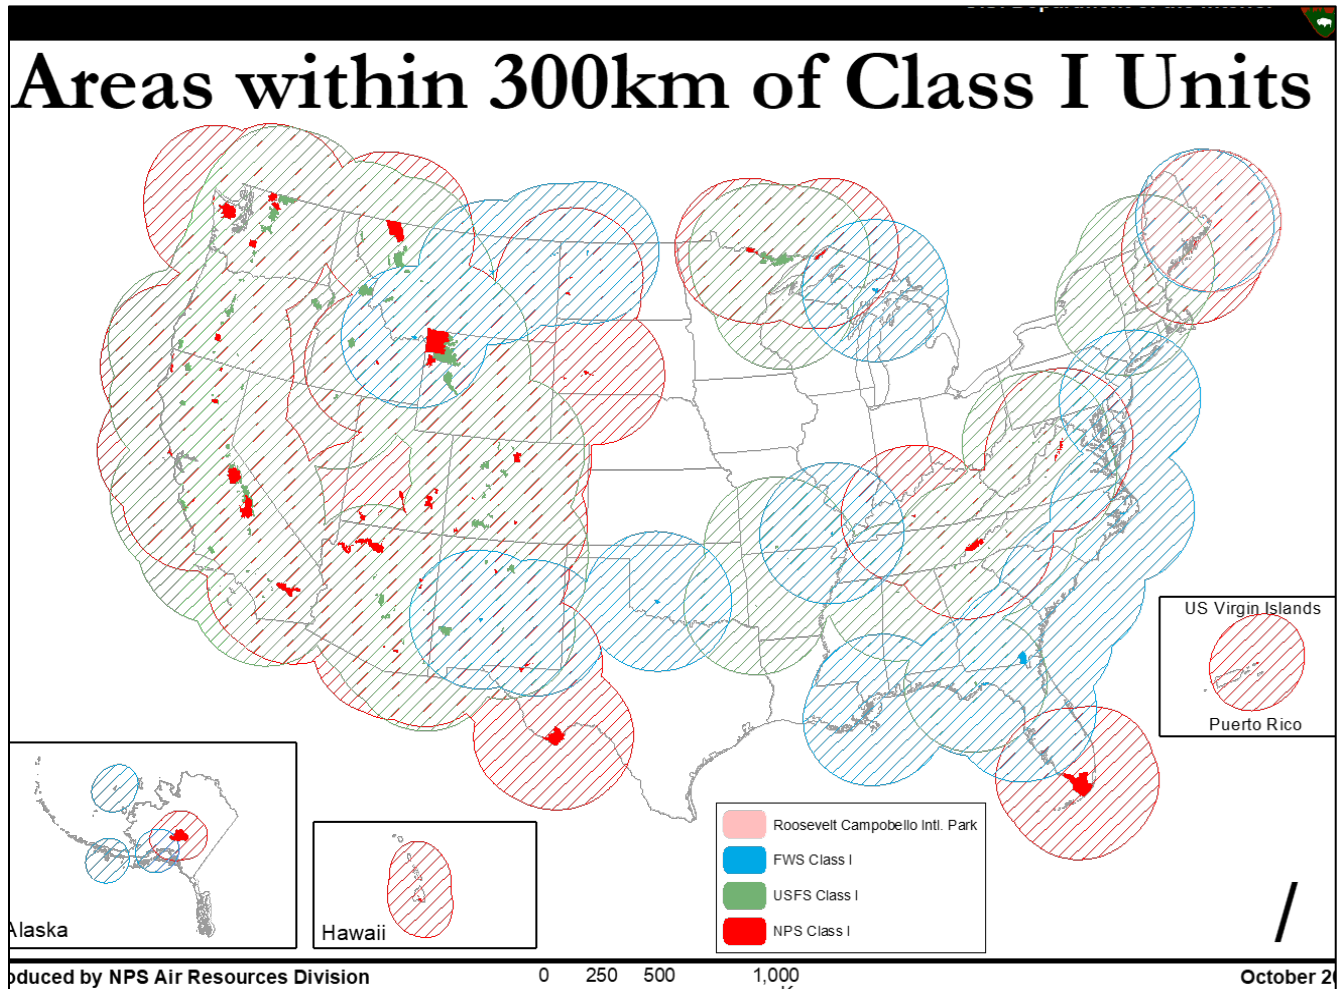 Areas within 300km of Class I Units
US Virgin Islands
Puerto Rico
Roosevelt Campobello Intl. Park
FWS Class I
USFS Class I
NPS Class I
Alaska
Hawaii
oduced by NPS Air Resources Division
0 250 500 1,000
October 20